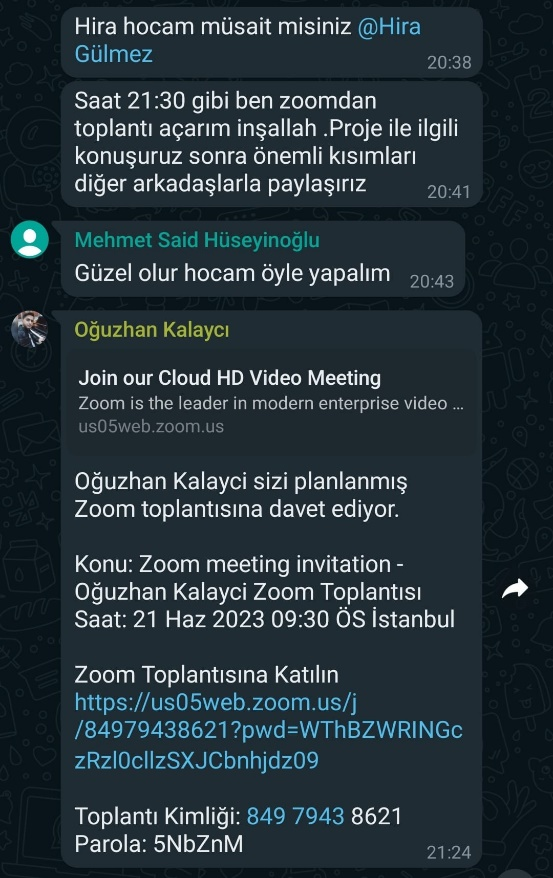 Hira hocam müsait misiniz @Hira
Gülmez
20:38
Saat 21:30 gibi ben zoomdan
toplantı açarım inşallah .Proje ile ilgili
konuşuruz sonra önemli kısımları
diğer arkadaşlarla paylaşırız
20:41
Mehmet Said Hüseyinoğlu
Güzel olur hocam öyle yapalım
20:43
Oğuzhan Kalaycı
Join our Cloud HD Video Meeting
Zoom is the leader in modern enterprise video ...
us05web.zoom.us
Oğuzhan Kalayci sizi planlanmış
Zoom toplantısına davet ediyor.
Konu: Zoom meeting invitation -
Oğuzhan Kalayci Zoom Toplantısı
Saat: 21 Haz 2023 09:30 ÖS İstanbul
Zoom Toplantısına Katılın
https://us05web.zoom.us/j
/84979438621?pwd=WThBZWRINGc
zRzl0cllzSXJCbnhjdz09
Toplantı Kimliği: 849 7943 8621
Parola: 5NbZnM
21:24